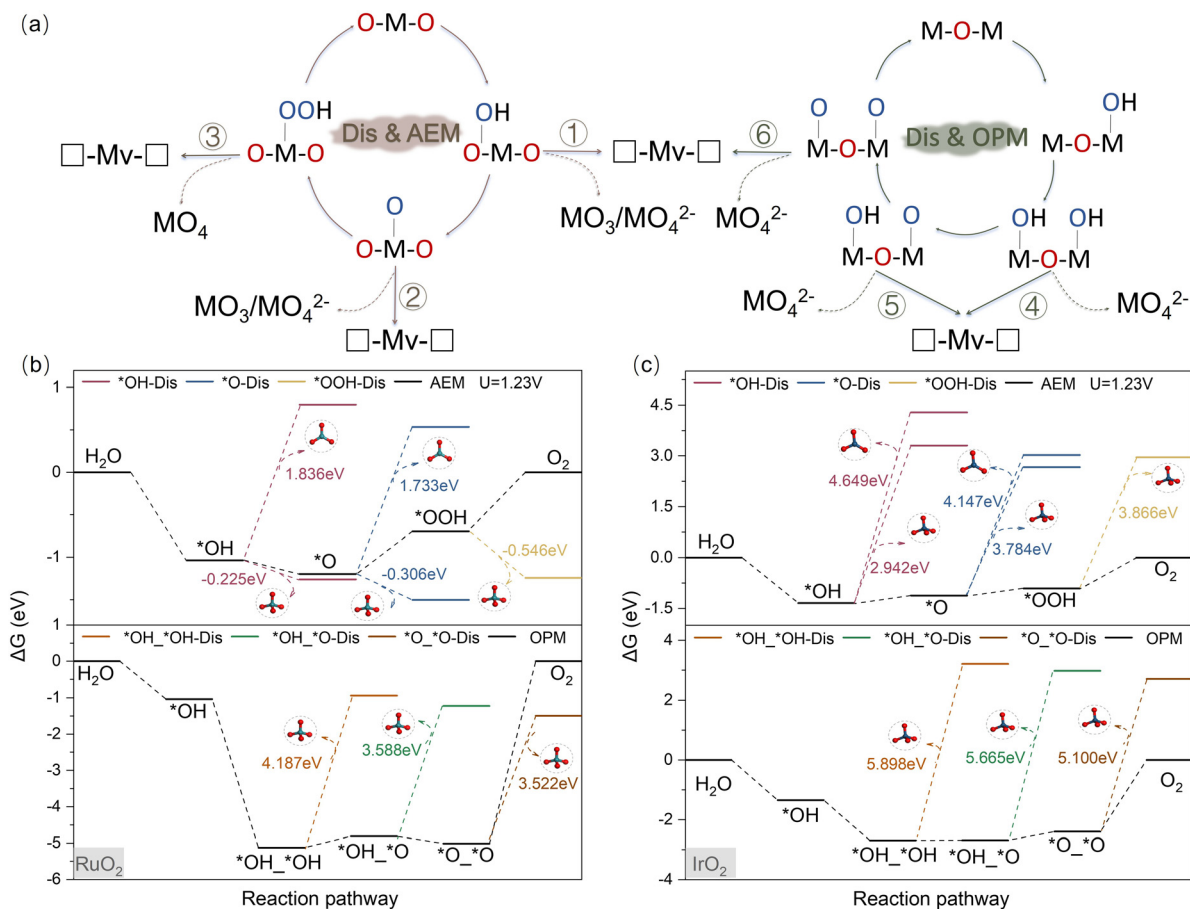 (a)
O-M-O
OOH
O-M-O
Dis & AEM
OH
O-M-O
O
O-M-O
③
□-Mv-□
MO₄
①
□-Mv-□
MO₃/MO₄²⁻
②
MO₃/MO₄²⁻
□-Mv-□
M-O-M
O O
M-O-M
Dis & OPM
OH
M-O-M
⑥
MO₄²⁻
OH O
M-O-M
OH OH
M-O-M
MO₄²⁻
⑤
④
MO₄²⁻
□-Mv-□
(b)
*OH-Dis *O-Dis *OOH-Dis AEM U=1.23V
1
0
-1
1
H₂O
*OH
*O
*OOH
O₂
1.836eV
1.733eV
-0.225eV
-0.306eV
-0.546eV
ΔG (eV)
*OH_*OH-Dis *OH_*O-Dis *O_*O-Dis OPM
0
-1
-2
-3
-4
-5
-6
H₂O
*OH
*OH_*OH
*OH_*O
*O_*O
O₂
4.187eV
3.588eV
3.522eV
RuO₂
Reaction pathway
(c)
*OH-Dis *O-Dis *OOH-Dis AEM U=1.23V
4.5
3.0
1.5
0.0
-1.5
H₂O
*OH
*O
*OOH
O₂
4.649eV
2.942eV
4.147eV
3.784eV
3.866eV
ΔG (eV)
*OH_*OH-Dis *OH_*O-Dis *O_*O-Dis OPM
4
2
0
-2
-4
H₂O
*OH
*OH_*OH
*OH_*O
*O_*O
O₂
5.898eV
5.665eV
5.100eV
IrO₂
Reaction pathway